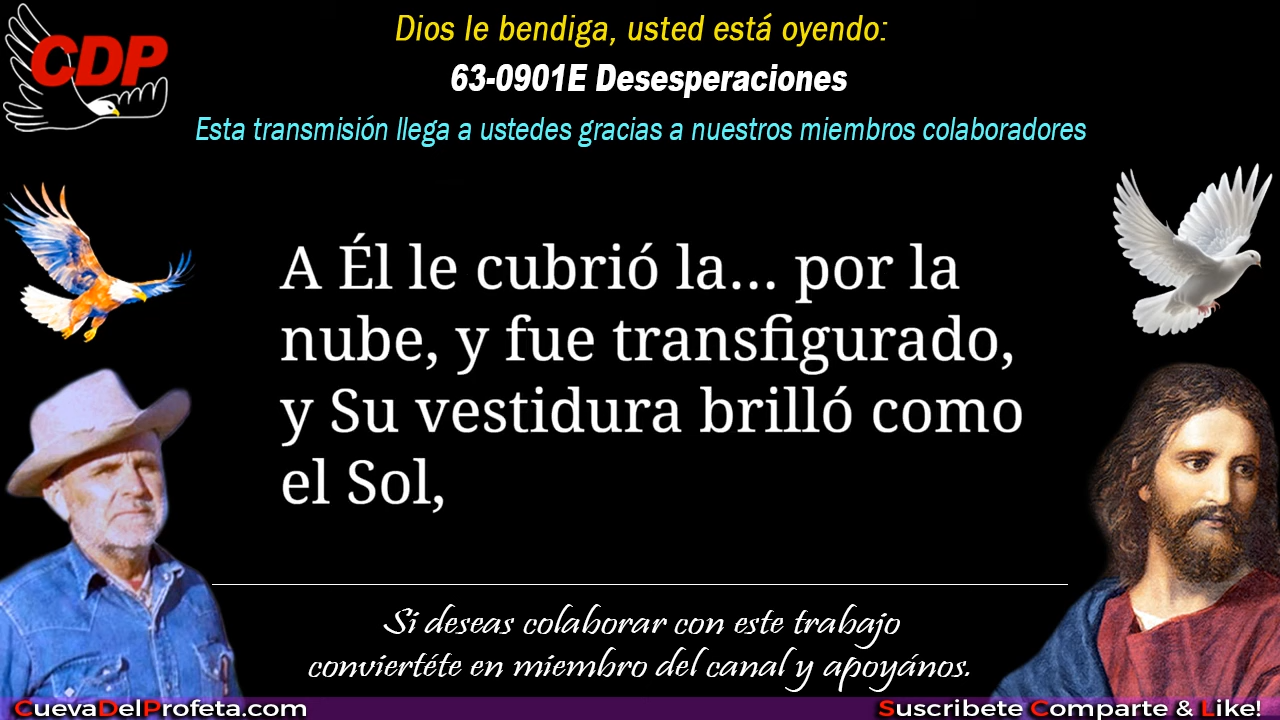 CDP
Dios le bendiga, usted está oyendo:
63-0901E Desesperaciones
Esta transmisión llega a ustedes gracias a nuestros miembros colaboradores
A Él le cubrió la... por la
nube, y fue transfigurado,
y Su vestidura brilló como
el Sol,
Si deseas colaborar con este trabajo
conviertéte en miembro del canal y apoyános.
CuevaDelProfeta.com
Suscribete Comparte & Like!